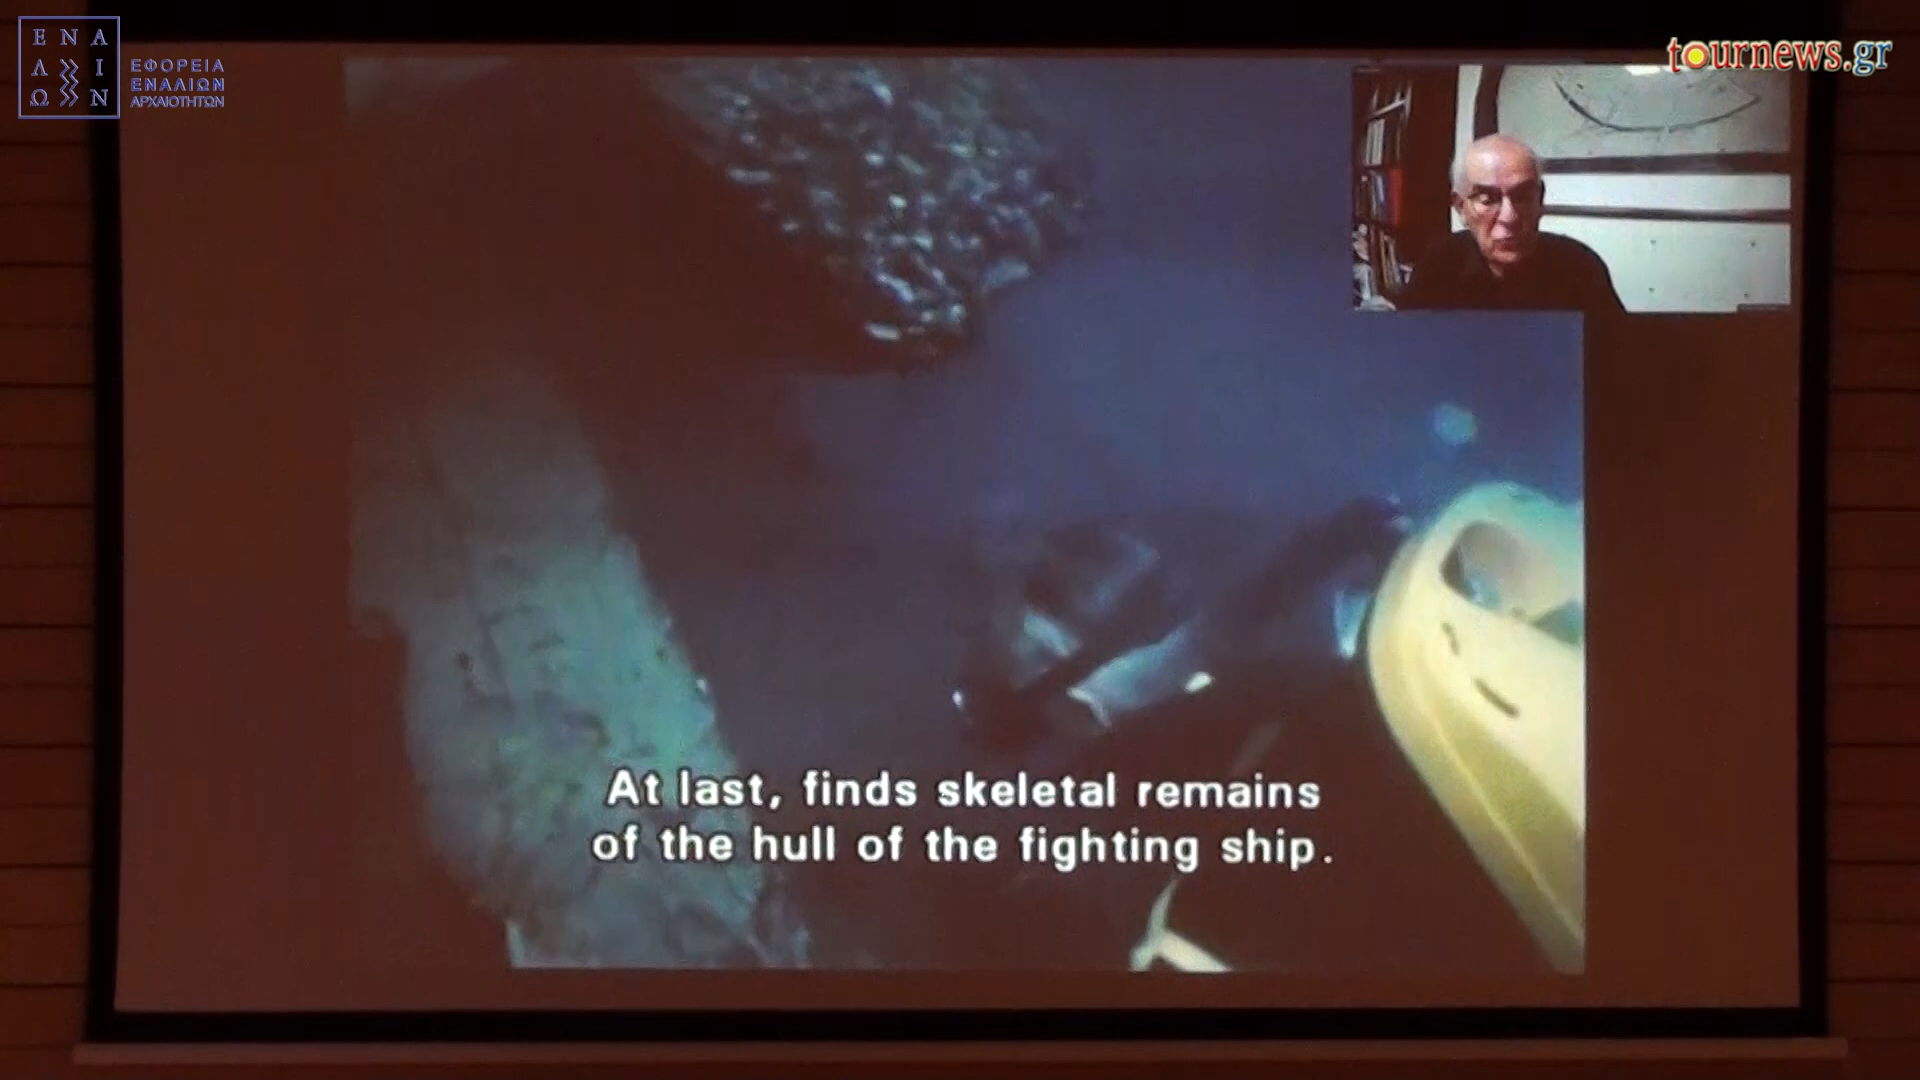 ΕΝΑ
ΛΙ
ΩΝ
ΕΦΟΡΕΙΑ
ΕΝΑΛΙΩΝ
ΑΡΧΑΙΟΤΗΤΩΝ
tournews.gr
At last, finds skeletal remains
of the hull of the fighting ship.